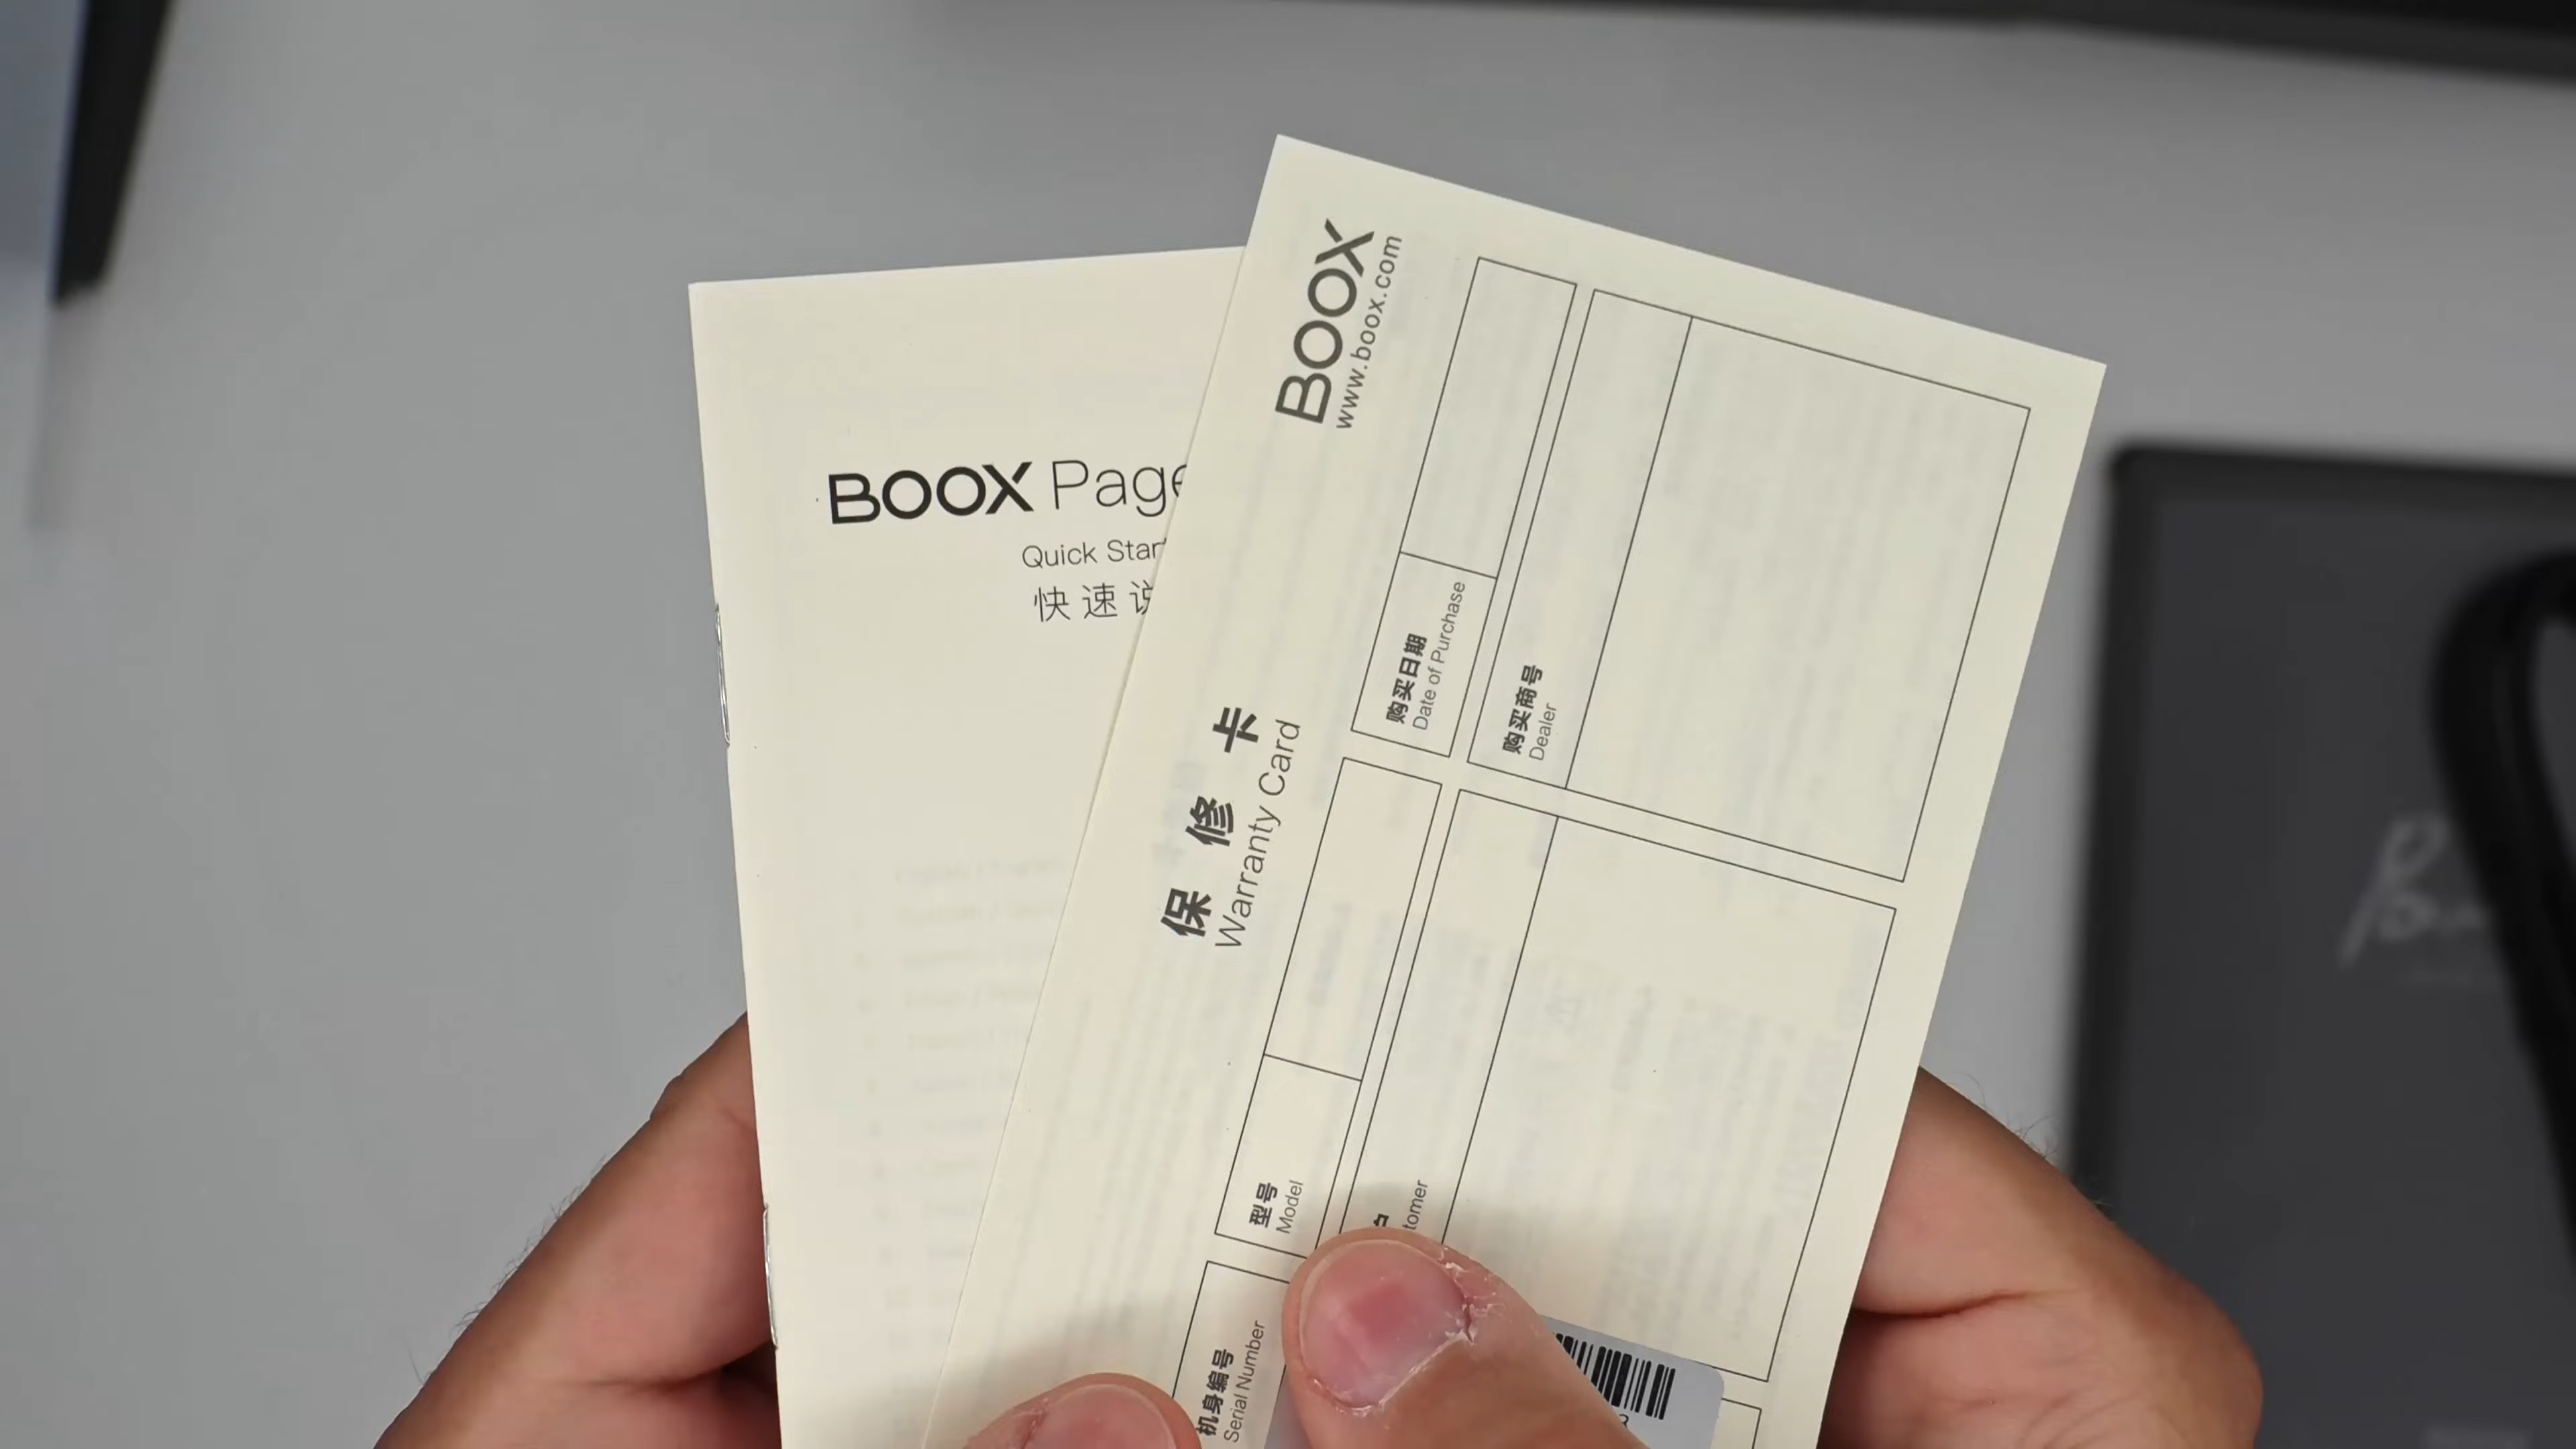 BOOX Page
Quick Start
快速说
BOOX
www.boox.com
保修卡
Warranty Card
购买日期
Date of Purchase
购买商号
Dealer
型号
Model
tomer
机身编号
Serial Number